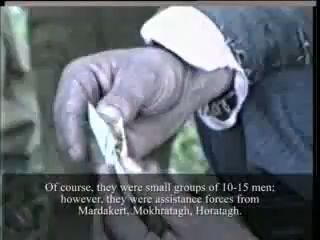 Of course, they were small groups of 10-15 men;
however, they were assistance forces from
Mardakert, Mokhratagh, Horatagh.